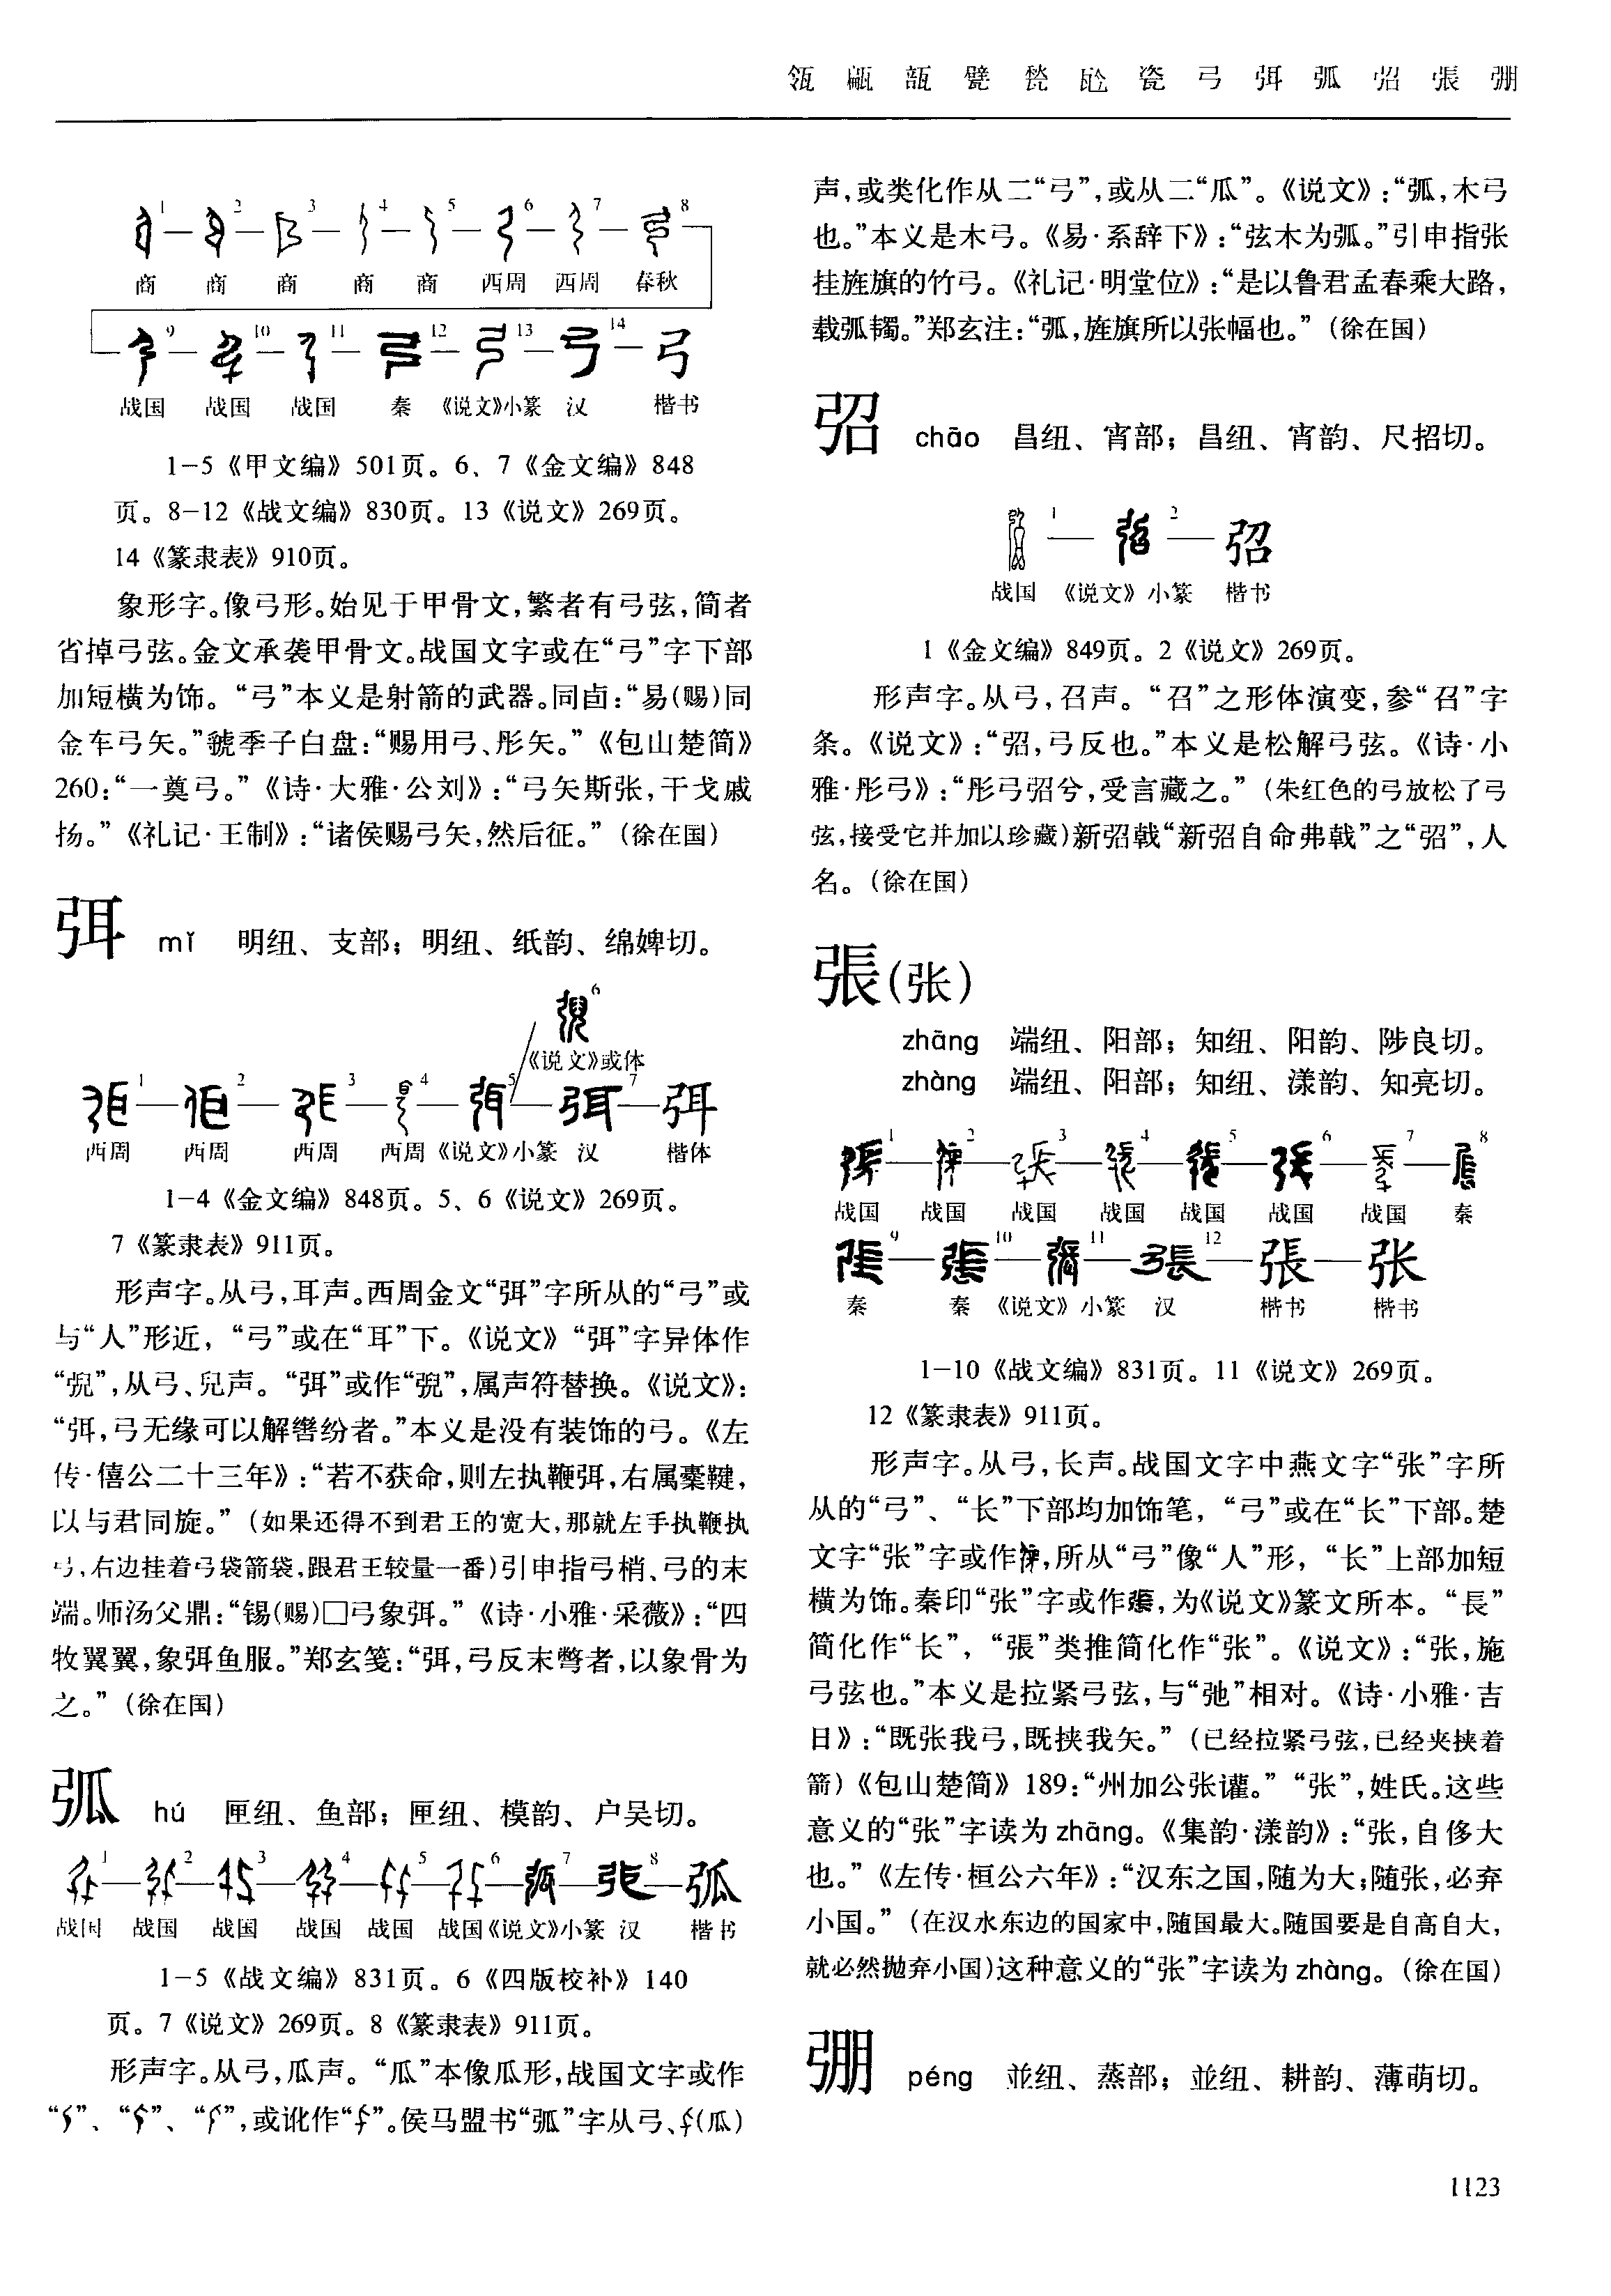 瓴 甂 瓿 甓 甃 瓰 瓷 弓 弭 弧 弨 張 弸
1 2 3 4 5 6 7 8
商 商 商 商 商 西周 西周 春秋
9 10 11 12 13 14 弓
战国 战国 战国 秦 《说文》小篆 汉 楷书
1-5《甲文编》501页。6、7《金文编》848
页。8-12《战文编》830页。13《说文》269页。
14《篆隶表》910页。
象形字。像弓形。始见于甲骨文,繁者有弓弦,简者
省掉弓弦。金文承袭甲骨文。战国文字或在“弓”字下部
加短横为饰。“弓”本义是射箭的武器。同卣:“易(赐)同
金车弓矢。”虢季子白盘:“赐用弓、彤矢。”《包山楚简》
260:“一奠弓。”《诗·大雅·公刘》:“弓矢斯张,干戈戚
扬。”《礼记·王制》:“诸侯赐弓矢,然后征。”(徐在国)
弭 mǐ 明纽、支部;明纽、纸韵、绵婢切。
6
《说文》或体
1 2 3 4 5 7 弭
西周 西周 西周 西周 《说文》小篆 汉 楷体
1-4《金文编》848页。5、6《说文》269页。
7《篆隶表》911页。
形声字。从弓,耳声。西周金文“弭”字所从的“弓”或
与“人”形近,“弓”或在“耳”下。《说文》“弭”字异体作
“𢏏”,从弓、兒声。“弭”或作“𢏏”,属声符替换。《说文》:
“弭,弓无缘可以解辔纷者。”本义是没有装饰的弓。《左
传·僖公二十三年》:“若不获命,则左执鞭弭,右属櫜鞬,
以与君同旋。”(如果还得不到君王的宽大,那就左手执鞭执
弓,右边挂着弓袋箭袋,跟君王较量一番)引申指弓梢、弓的末
端。师汤父鼎:“锡(赐)□弓象弭。”《诗·小雅·采薇》:“四
牧翼翼,象弭鱼服。”郑玄笺:“弭,弓反末彆者,以象骨为
之。”(徐在国)
弧 hú 匣纽、鱼部;匣纽、模韵、户吴切。
1 2 3 4 5 6 7 8 弧
战国 战国 战国 战国 战国 战国 《说文》小篆 汉 楷书
1-5《战文编》831页。6《四版校补》140
页。7《说文》269页。8《篆隶表》911页。
形声字。从弓,瓜声。“瓜”本像瓜形,战国文字或作
“”、“”、“”,或讹作“”。侯马盟书“弧”字从弓、(瓜)
声,或类化作从二“弓”,或从二“瓜”。《说文》:“弧,木弓
也。”本义是木弓。《易·系辞下》:“弦木为弧。”引申指张
挂旌旗的竹弓。《礼记·明堂位》:“是以鲁君孟春乘大路,
载弧韣。”郑玄注:“弧,旌旗所以张幅也。”(徐在国)
弨 chāo 昌纽、宵部;昌纽、宵韵、尺招切。
1 2 弨
战国 《说文》小篆 楷书
1《金文编》849页。2《说文》269页。
形声字。从弓,召声。“召”之形体演变,参“召”字
条。《说文》:“弨,弓反也。”本义是松解弓弦。《诗·小
雅·彤弓》:“彤弓弨兮,受言藏之。”(朱红色的弓放松了弓
弦,接受它并加以珍藏)新弨戟“新弨自命弗戟”之“弨”,人
名。(徐在国)
張(张)
zhāng 端纽、阳部;知纽、阳韵、陟良切。
zhàng 端纽、阳部;知纽、漾韵、知亮切。
1 2 3 4 5 6 7 8
战国 战国 战国 战国 战国 战国 战国 秦
9 10 11 12 張 张
秦 秦 《说文》小篆 汉 楷书 楷书
1-10《战文编》831页。11《说文》269页。
12《篆隶表》911页。
形声字。从弓,长声。战国文字中燕文字“张”字所
从的“弓”、“长”下部均加饰笔,“弓”或在“长”下部。楚
文字“张”字或作,所从“弓”像“人”形,“长”上部加短
横为饰。秦印“张”字或作,为《说文》篆文所本。“長”
简化作“长”,“張”类推简化作“张”。《说文》:“张,施
弓弦也。”本义是拉紧弓弦,与“弛”相对。《诗·小雅·吉
日》:“既张我弓,既挟我矢。”(已经拉紧弓弦,已经夹挟着
箭)《包山楚简》189:“州加公张讙。”“张”,姓氏。这些
意义的“张”字读为 zhāng。《集韵·漾韵》:“张,自侈大
也。”《左传·桓公六年》:“汉东之国,随为大;随张,必弃
小国。”(在汉水东边的国家中,随国最大。随国要是自高自大,
就必然抛弃小国)这种意义的“张”字读为 zhàng。(徐在国)
弸 péng 並纽、蒸部;並纽、耕韵、薄萌切。
1123